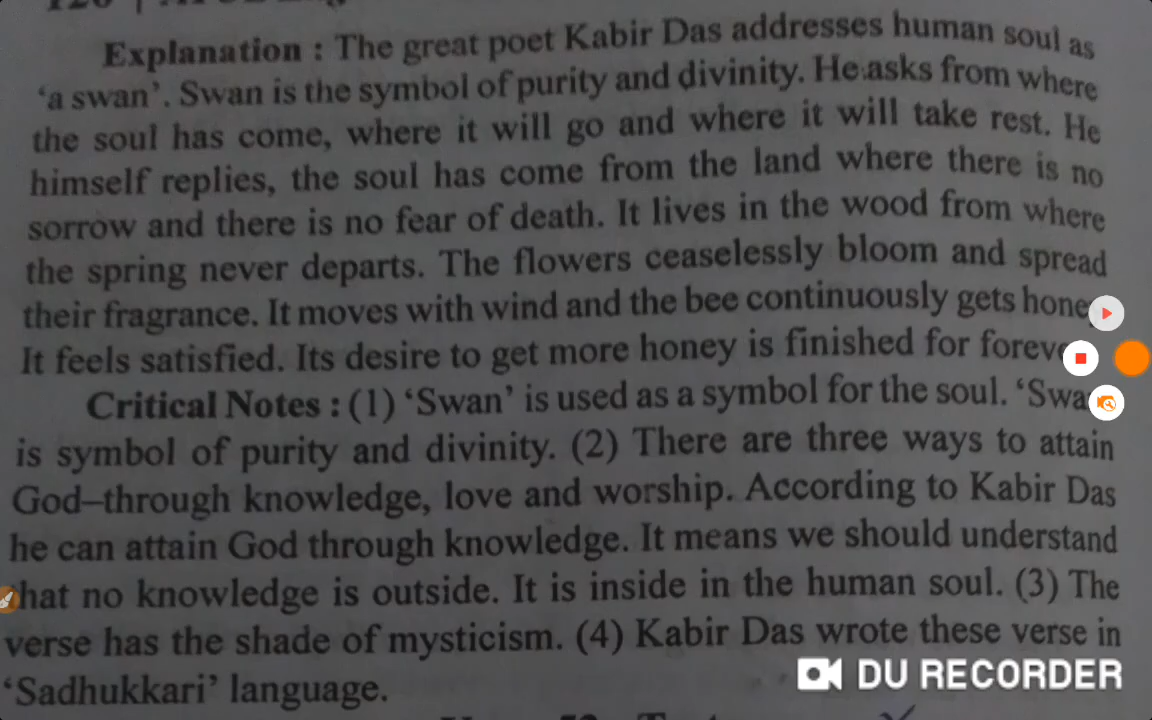 Explanation : The great poet Kabir Das addresses human soul as
‘a swan’. Swan is the symbol of purity and divinity. He asks from where
the soul has come, where it will go and where it will take rest. He
himself replies, the soul has come from the land where there is no
sorrow and there is no fear of death. It lives in the wood from where
the spring never departs. The flowers ceaselessly bloom and spread
their fragrance. It moves with wind and the bee continuously gets
It feels satisfied. Its desire to get more honey is finished for
Critical Notes : (1) ‘Swan’ is used as a symbol for the soul.
is symbol of purity and divinity. (2) There are three ways to attain
God–through knowledge, love and worship. According to Kabir Das
he can attain God through knowledge. It means we should understand
no knowledge is outside. It is inside in the human soul. (3) The
verse has the shade of mysticism. (4) Kabir Das wrote these verse in
‘Sadhukkari’ language.
DU RECORDER